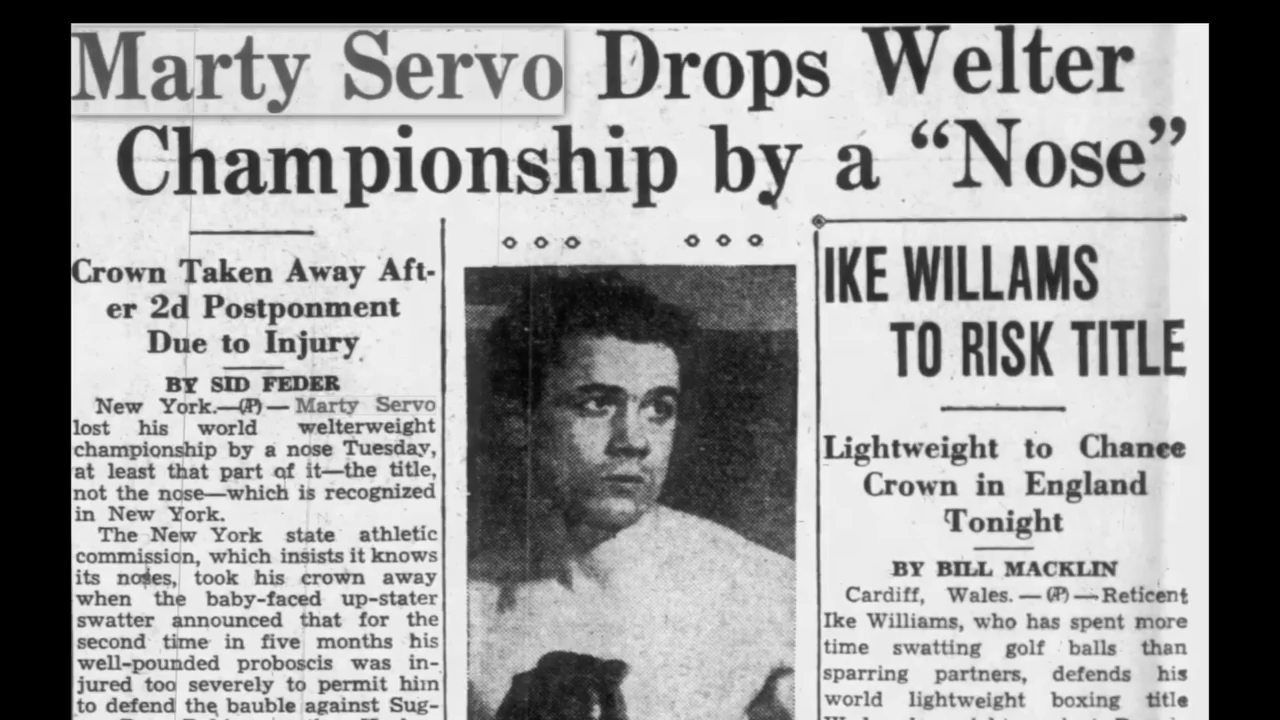 Marty Servo Drops Welter
Championship by a “Nose”
Crown Taken Away Aft-
er 2d Postponment
Due to Injury
BY SID FEDER
New York.—(AP)— Marty Servo
lost his world welterweight
championship by a nose Tuesday,
at least that part of it—the title,
not the nose—which is recognized
in New York.
The New York state athletic
commission, which insists it knows
its noses, took his crown away
when the baby-faced up-stater
swatter announced that for the
second time in five months his
well-pounded proboscis was in-
jured too severely to permit him
to defend the bauble against Sug-
IKE WILLAMS
TO RISK TITLE
Lightweight to Chance
Crown in England
Tonight
BY BILL MACKLIN
Cardiff, Wales. —(AP)—Reticent
Ike Williams, who has spent more
time swatting golf balls than
sparring partners, defends his
world lightweight boxing title